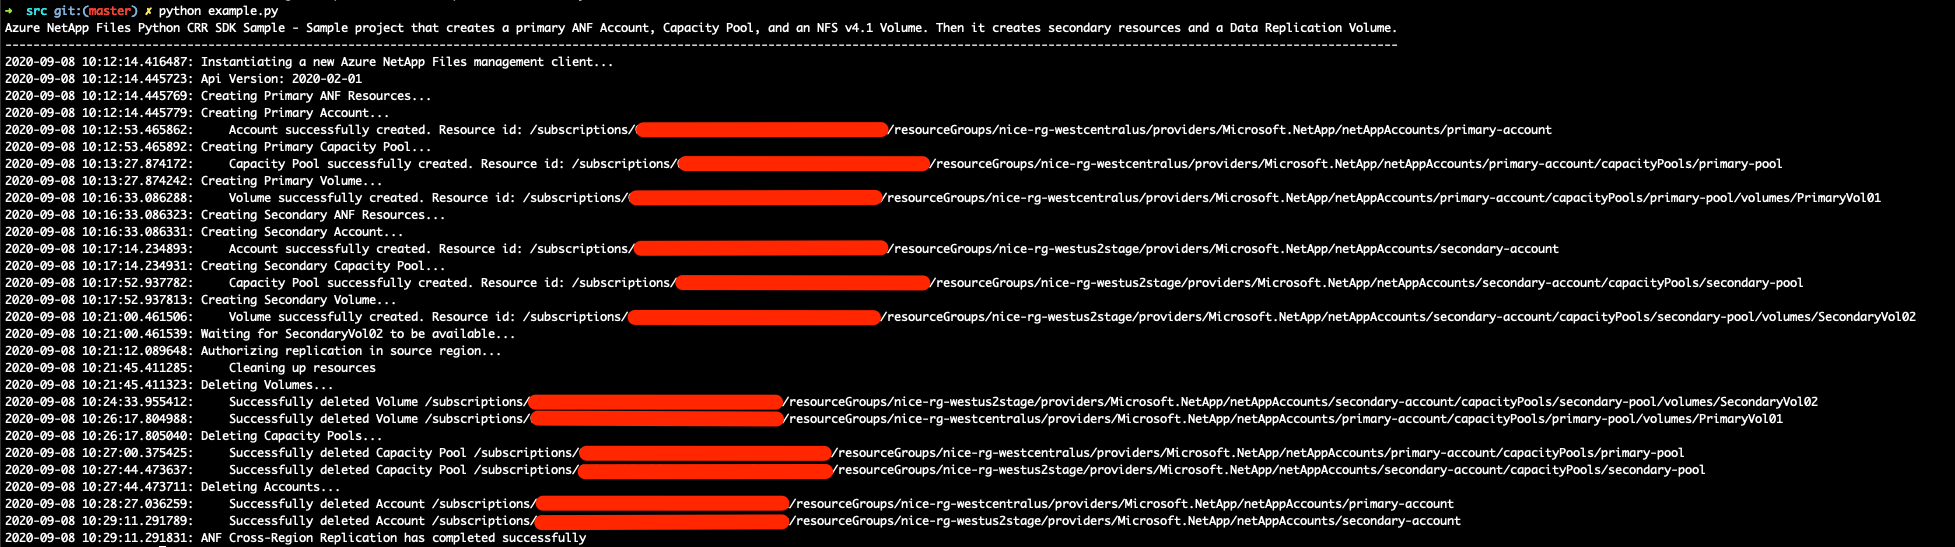 ➜ src git:(master) ✗ python example.py
Azure NetApp Files Python CRR SDK Sample - Sample project that creates a primary ANF Account, Capacity Pool, and an NFS v4.1 Volume. Then it creates secondary resources and a Data Replication Volume.
-------------------------------------------------------------------------------------------------------------------------------------------------------------------------------------------------------
2020-09-08 10:12:14.416487: Instantiating a new Azure NetApp Files management client...
2020-09-08 10:12:14.445723: Api Version: 2020-02-01
2020-09-08 10:12:14.445769: Creating Primary ANF Resources...
2020-09-08 10:12:14.445779: Creating Primary Account...
2020-09-08 10:12:53.465862:     Account successfully created. Resource id: /subscriptions/ /resourceGroups/nice-rg-westcentralus/providers/Microsoft.NetApp/netAppAccounts/primary-account
2020-09-08 10:12:53.465892: Creating Primary Capacity Pool...
2020-09-08 10:13:27.874172:     Capacity Pool successfully created. Resource id: /subscriptions/ /resourceGroups/nice-rg-westcentralus/providers/Microsoft.NetApp/netAppAccounts/primary-account/capacityPools/primary-pool
2020-09-08 10:13:27.874242: Creating Primary Volume...
2020-09-08 10:16:33.086288:     Volume successfully created. Resource id: /subscriptions/ /resourceGroups/nice-rg-westcentralus/providers/Microsoft.NetApp/netAppAccounts/primary-account/capacityPools/primary-pool/volumes/PrimaryVol01
2020-09-08 10:16:33.086323: Creating Secondary ANF Resources...
2020-09-08 10:16:33.086331: Creating Secondary Account...
2020-09-08 10:17:14.234893:     Account successfully created. Resource id: /subscriptions/ /resourceGroups/nice-rg-westus2stage/providers/Microsoft.NetApp/netAppAccounts/secondary-account
2020-09-08 10:17:14.234931: Creating Secondary Capacity Pool...
2020-09-08 10:17:52.937782:     Capacity Pool successfully created. Resource id: /subscriptions/ /resourceGroups/nice-rg-westus2stage/providers/Microsoft.NetApp/netAppAccounts/secondary-account/capacityPools/secondary-pool
2020-09-08 10:17:52.937813: Creating Secondary Volume...
2020-09-08 10:21:00.461506:     Volume successfully created. Resource id: /subscriptions/ /resourceGroups/nice-rg-westus2stage/providers/Microsoft.NetApp/netAppAccounts/secondary-account/capacityPools/secondary-pool/volumes/SecondaryVol02
2020-09-08 10:21:00.461539: Waiting for SecondaryVol02 to be available...
2020-09-08 10:21:12.089648: Authorizing replication in source region...
2020-09-08 10:21:45.411285:     Cleaning up resources
2020-09-08 10:21:45.411323: Deleting Volumes...
2020-09-08 10:24:33.955412:     Successfully deleted Volume /subscriptions/ /resourceGroups/nice-rg-westus2stage/providers/Microsoft.NetApp/netAppAccounts/secondary-account/capacityPools/secondary-pool/volumes/SecondaryVol02
2020-09-08 10:26:17.804988:     Successfully deleted Volume /subscriptions/ /resourceGroups/nice-rg-westcentralus/providers/Microsoft.NetApp/netAppAccounts/primary-account/capacityPools/primary-pool/volumes/PrimaryVol01
2020-09-08 10:26:17.805040: Deleting Capacity Pools...
2020-09-08 10:27:00.375425:     Successfully deleted Capacity Pool /subscriptions/ /resourceGroups/nice-rg-westcentralus/providers/Microsoft.NetApp/netAppAccounts/primary-account/capacityPools/primary-pool
2020-09-08 10:27:44.473637:     Successfully deleted Capacity Pool /subscriptions/ /resourceGroups/nice-rg-westus2stage/providers/Microsoft.NetApp/netAppAccounts/secondary-account/capacityPools/secondary-pool
2020-09-08 10:27:44.473711: Deleting Accounts...
2020-09-08 10:28:27.036259:     Successfully deleted Account /subscriptions/ /resourceGroups/nice-rg-westcentralus/providers/Microsoft.NetApp/netAppAccounts/primary-account
2020-09-08 10:29:11.291789:     Successfully deleted Account /subscriptions/ /resourceGroups/nice-rg-westus2stage/providers/Microsoft.NetApp/netAppAccounts/secondary-account
2020-09-08 10:29:11.291831: ANF Cross-Region Replication has completed successfully